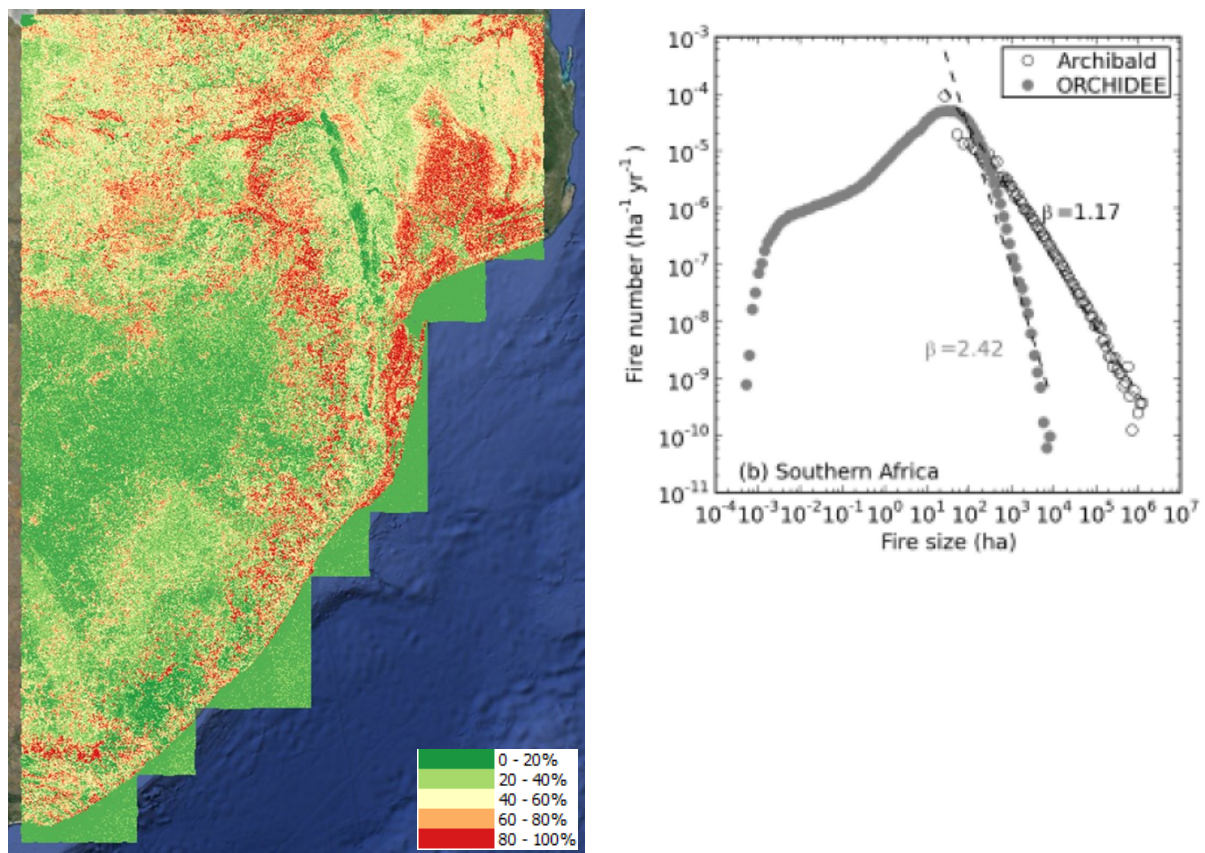 0 - 20%
20 - 40%
40 - 60%
60 - 80%
80 - 100%
10⁻³
10⁻⁴
10⁻⁵
10⁻⁶
10⁻⁷
10⁻⁸
10⁻⁹
10⁻¹⁰
10⁻¹¹
Fire number (ha⁻¹ yr⁻¹)
Archibald
ORCHIDEE
β=1.17
β=2.42
(b) Southern Africa
10⁻⁴ 10⁻³ 10⁻² 10⁻¹ 10⁰ 10¹ 10² 10³ 10⁴ 10⁵ 10⁶ 10⁷
Fire size (ha)